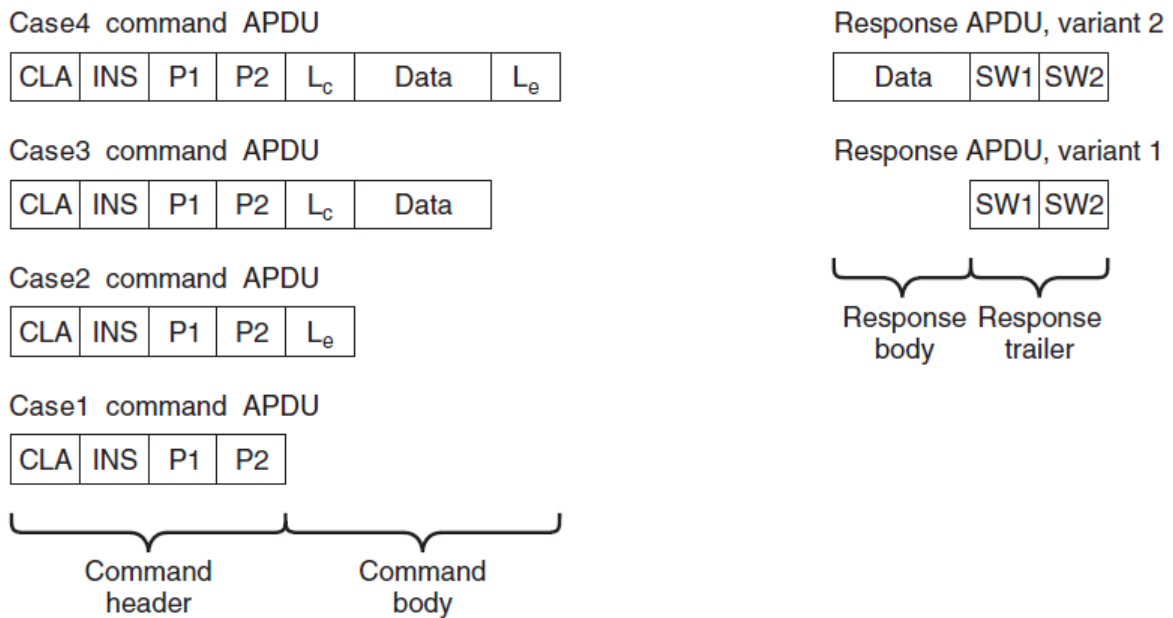 Case4 command APDU
CLA INS P1 P2 Lc Data Le
Case3 command APDU
CLA INS P1 P2 Lc Data
Case2 command APDU
CLA INS P1 P2 Le
Case1 command APDU
CLA INS P1 P2
Command
header
Command
body
Response APDU, variant 2
Data SW1 SW2
Response APDU, variant 1
SW1 SW2
Response
body
Response
trailer